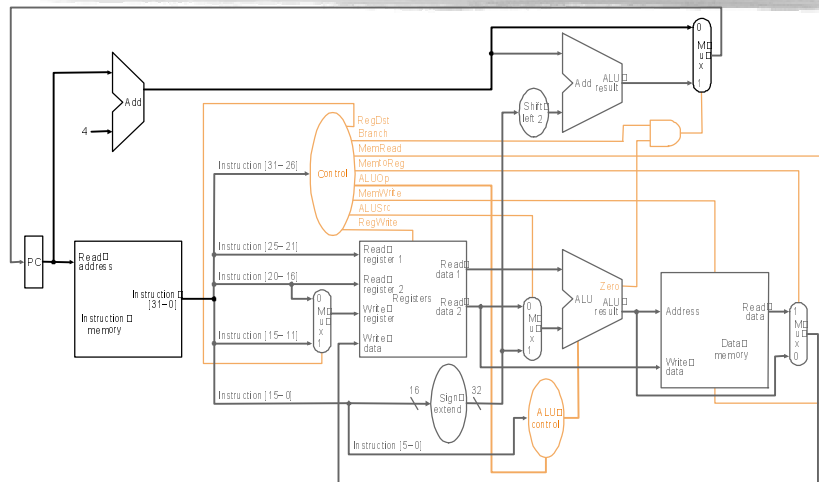 0
M
u
x
1
Add
4
Add
ALU
result
Shift
left 2
RegDst
Branch
MemRead
MemtoReg
ALUOp
MemWrite
ALUSrc
RegWrite
Control
Instruction [31–26]
PC
Read
address
Instruction
[31–0]
Instruction
memory
Instruction [25–21]
Instruction [20–16]
Instruction [15–11]
0
M
u
x
1
Read
register 1
Read
register 2
Registers
Write
register
Write
data
Read
data 1
Read
data 2
0
M
u
x
1
Zero
ALU
ALU
result
Address
Read
data
Data
memory
Write
data
1
M
u
x
0
Instruction [15–0]
16
Sign
extend
32
ALU
control
Instruction [5–0]